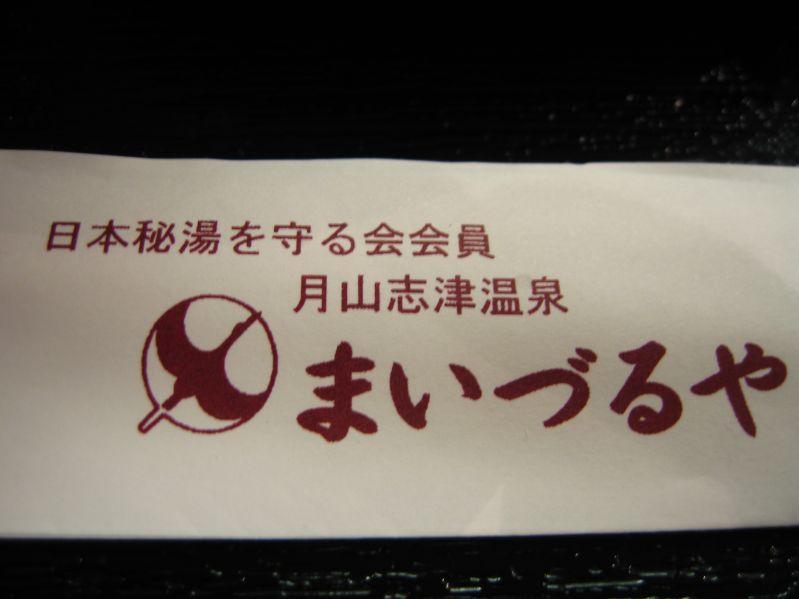 日本秘湯を守る会会員
月山志津温泉
まいづるや